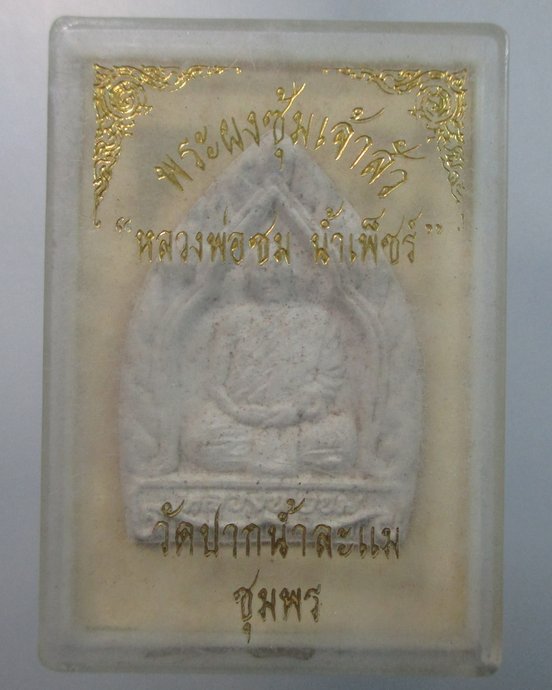 พระผงซุ้มเจ้าสัว
“หลวงพ่อชม น้ำเพ็ชร์”
วัดปากน้ำละแม
ชุมพร